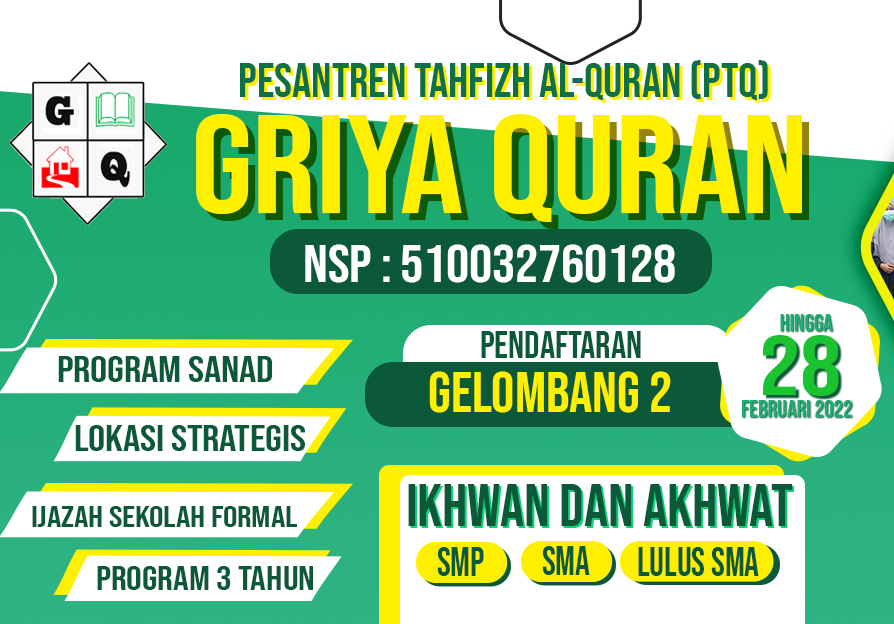 G
Q
PESANTREN TAHFIZH AL-QURAN (PTQ)
GRIYA QURAN
NSP : 510032760128
PROGRAM SANAD
LOKASI STRATEGIS
IJAZAH SEKOLAH FORMAL
PROGRAM 3 TAHUN
PENDAFTARAN
GELOMBANG 2
HINGGA
28
FEBRUARI 2022
IKHWAN DAN AKHWAT
SMP SMA LULUS SMA